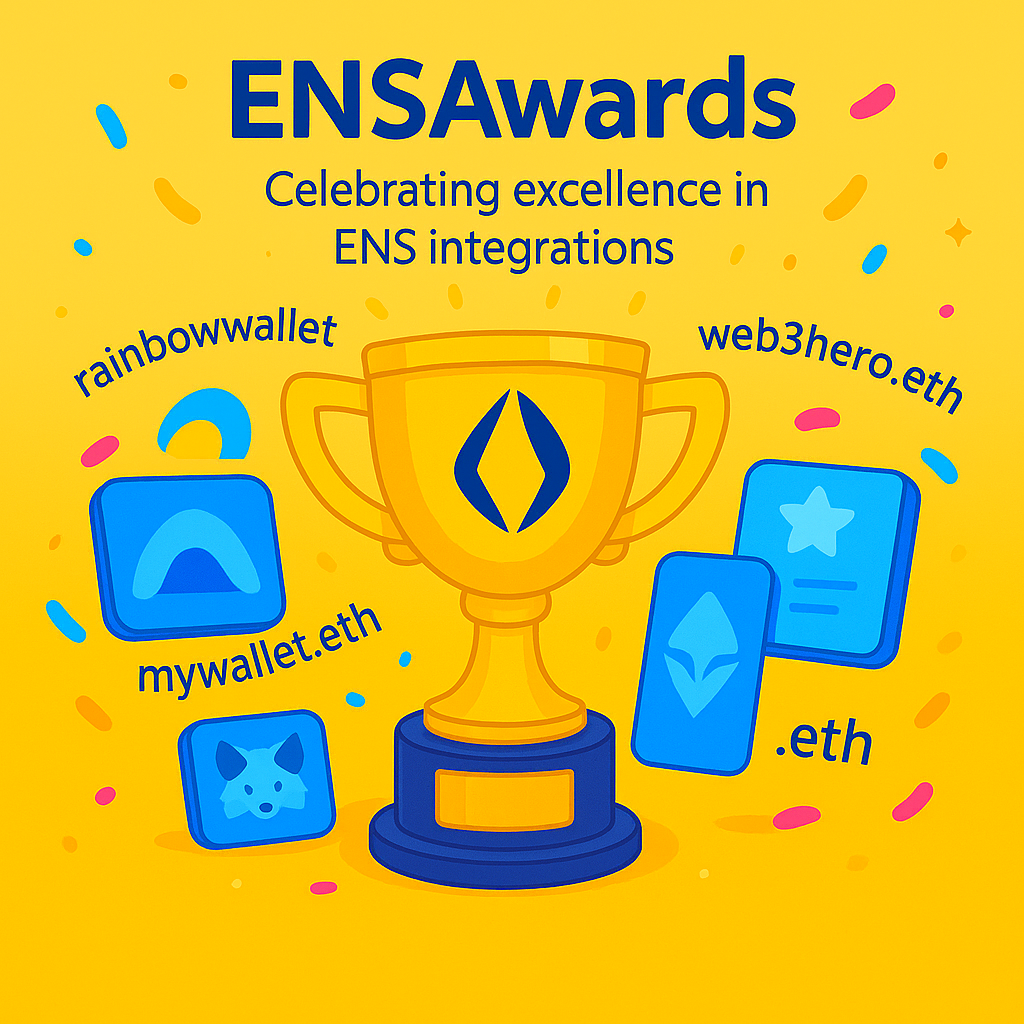 ENSAwards
Celebrating excellence in
ENS integrations
rainbowwallet
web3hero.eth
mywallet.eth
.eth